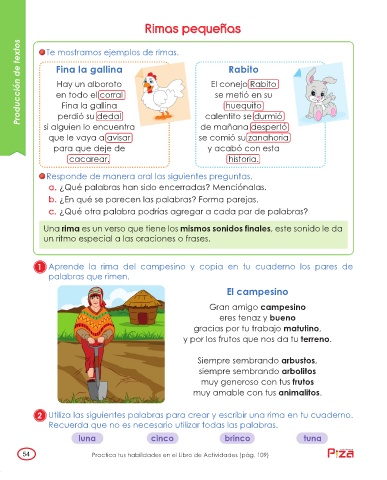 Rimas pequeñas
Producción de textos
Te mostramos ejemplos de rimas.
Fina la gallina
Hay un alboroto
en todo el corral
Fina la gallina
perdió su dedal
si alguien lo encuentra
que le vaya a avisar
para que deje de
cacarear.
Rabito
El conejo Rabito
se metió en su
huequito
calentito se durmió
de mañana despertó
se comió su zanahoria
y acabó con esta
historia.
Responde de manera oral las siguientes preguntas.
a. ¿Qué palabras han sido encerradas? Menciónalas.
b. ¿En qué se parecen las palabras? Forma parejas.
c. ¿Qué otra palabra podrías agregar a cada par de palabras?
Una rima es un verso que tiene los mismos sonidos finales, este sonido le da
un ritmo especial a las oraciones o frases.
1 Aprende la rima del campesino y copia en tu cuaderno los pares de
palabras que rimen.
El campesino
Gran amigo campesino
eres tenaz y bueno
gracias por tu trabajo matutino,
y por los frutos que nos da tu terreno.
Siempre sembrando arbustos,
siempre sembrando arbolitos
muy generoso con tus frutos
muy amable con tus animalitos.
2 Utiliza las siguientes palabras para crear y escribir una rima en tu cuaderno.
Recuerda que no es necesario utilizar todas las palabras.
luna cinco brinco tuna
54 Practica tus habilidades en el Libro de Actividades (pág. 109)